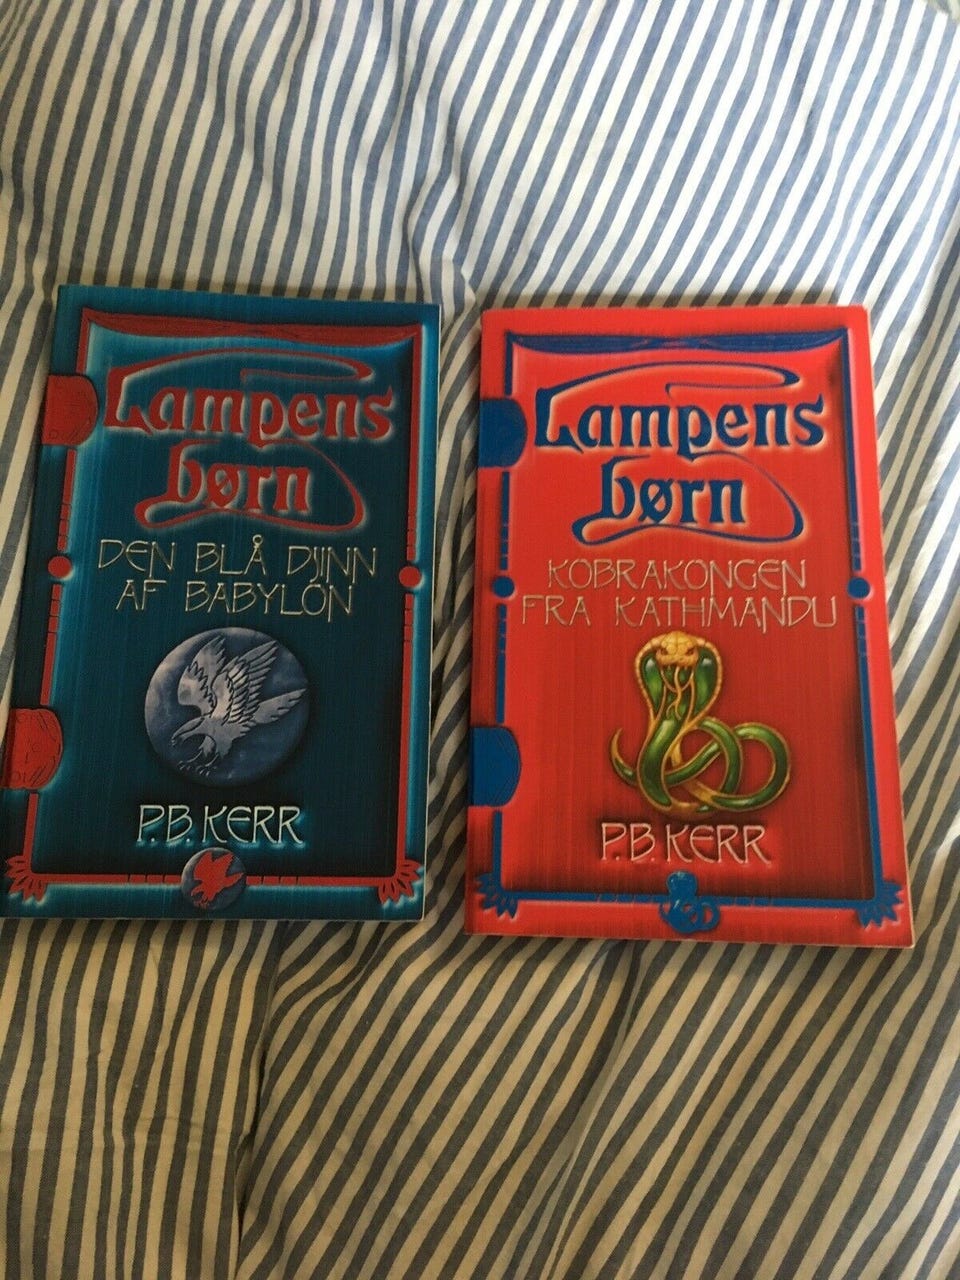 Lampens
børn
DEN BLÅ DJINN
AF BABYLON
P.B. KERR
Lampens
børn
KOBRAKONGEN
FRA KATHMANDU
P.B. KERR